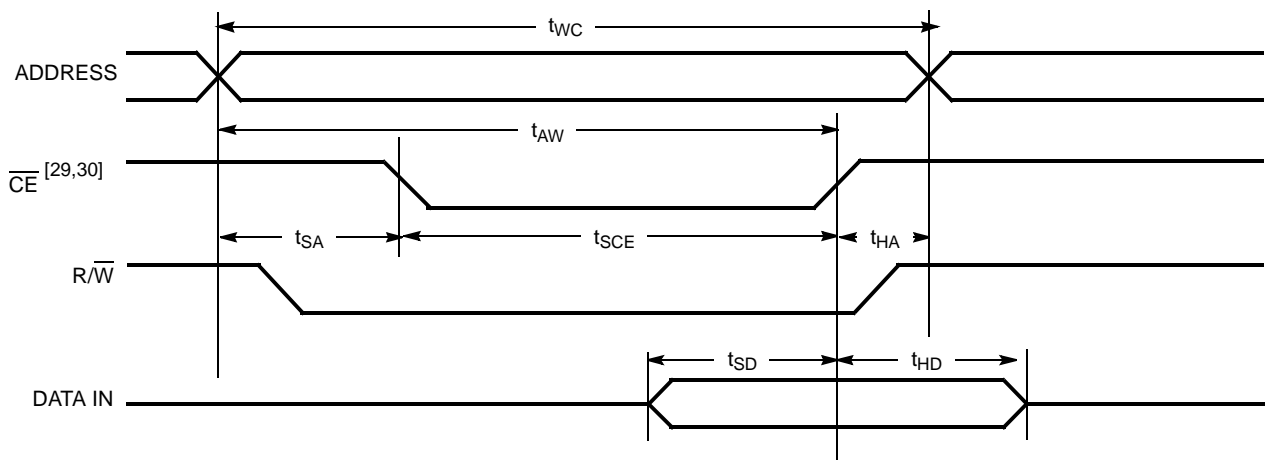 tWC
ADDRESS
tAW
CE [29,30]
tSA
tSCE
tHA
R/W
tSD
tHD
DATA IN